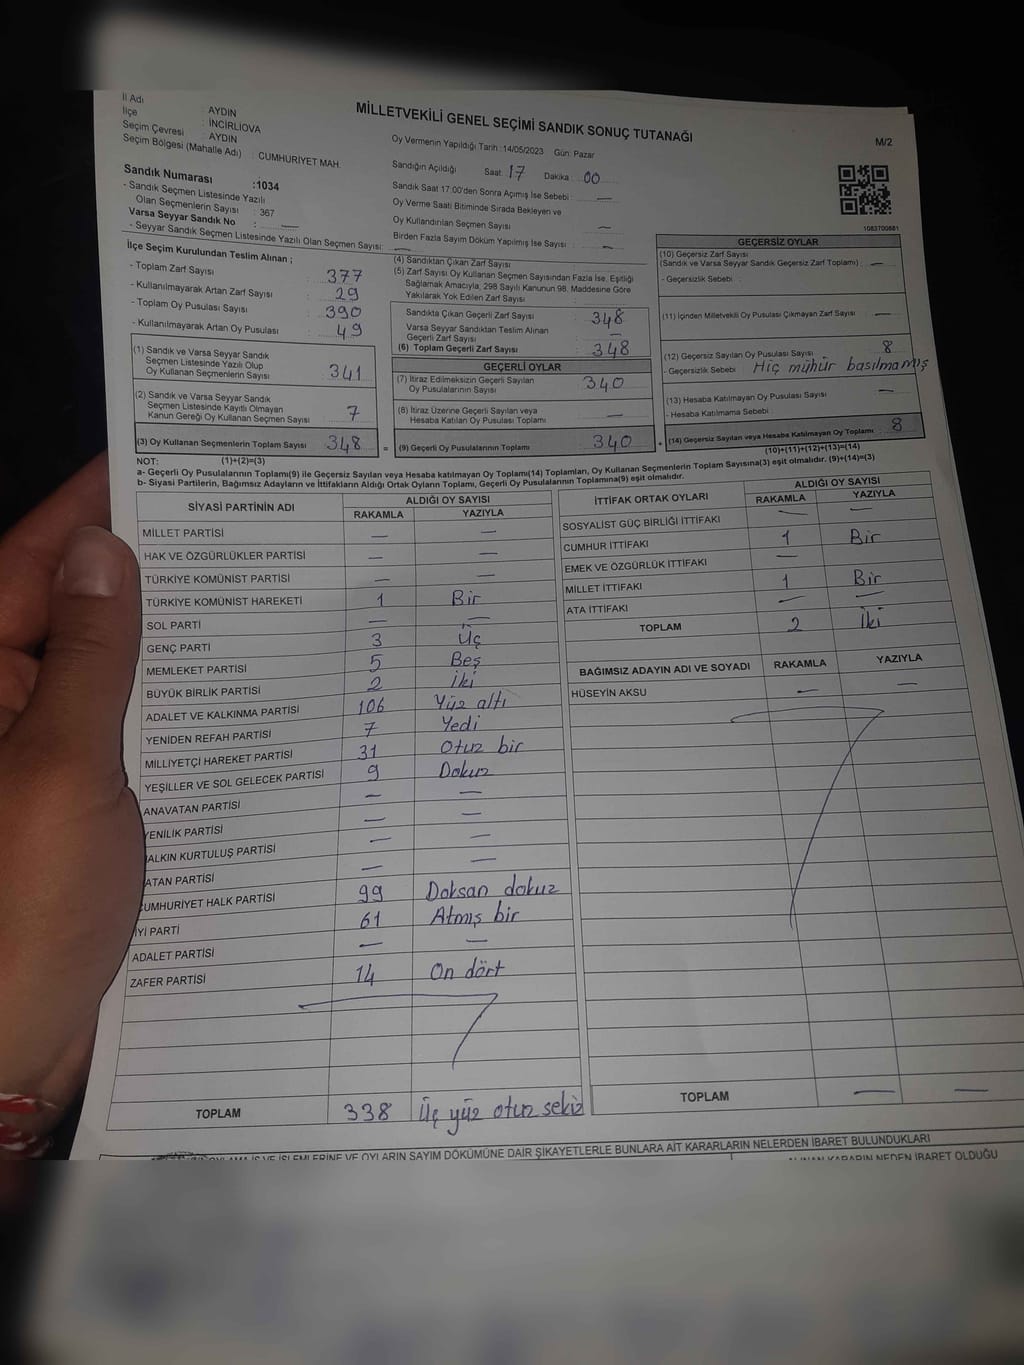 MİLLETVEKİLİ GENEL SEÇİMİ SANDIK SONUÇ TUTANAĞI
M/2
İl Adı : AYDIN
İlçe : İNCİRLİOVA
Seçim Çevresi : AYDIN
Seçim Bölgesi (Mahalle Adı) : CUMHURİYET MAH.
Sandık Numarası :1034
- Sandık Seçmen Listesinde Yazılı
Olan Seçmenlerin Sayısı : 367
Varsa Seyyar Sandık No : —
- Seyyar Sandık Seçmen Listesinde Yazılı Olan Seçmen Sayısı: —
Oy Vermenin Yapıldığı Tarih : 14/05/2023 Gün: Pazar
Sandığın Açıldığı Saat: 17 Dakika : 00
Sandık Saat 17:00'den Sonra Açımış İse Sebebi : —
Oy Verme Saati Bitiminde Sırada Bekleyen ve
Oy Kullandırılan Seçmen Sayısı : —
Birden Fazla Sayım Döküm Yapılmış İse Sayısı : —
1083700881
İlçe Seçim Kurulundan Teslim Alınan ;
- Toplam Zarf Sayısı : 377
- Kullanılmayarak Artan Zarf Sayısı : 29
- Toplam Oy Pusulası Sayısı : 390
- Kullanılmayarak Artan Oy Pusulası : 49
(1) Sandık ve Varsa Seyyar Sandık
Seçmen Listesinde Yazılı Olup
Oy Kullanan Seçmenlerin Sayısı : 341
(2) Sandık ve Varsa Seyyar Sandık
Seçmen Listesinde Kayıtlı Olmayan
Kanun Gereği Oy Kullanan Seçmen Sayısı : 7
(3) Oy Kullanan Seçmenlerin Toplam Sayısı : 348
(4) Sandıktan Çıkan Zarf Sayısı
(5) Zarf Sayısı Oy Kullanan Seçmen Sayısından Fazla İse, Eşitliği
Sağlamak Amacıyla, 298 Sayılı Kanunun 98. Maddesine Göre
Yakılarak Yok Edilen Zarf Sayısı
Sandıkta Çıkan Geçerli Zarf Sayısı : 348
Varsa Seyyar Sandıktan Teslim Alınan
Geçerli Zarf Sayısı : —
(6) Toplam Geçerli Zarf Sayısı : 348
GEÇERLİ OYLAR
(7) İtiraz Edilmeksizin Geçerli Sayılan
Oy Pusulalarının Sayısı : 340
(8) İtiraz Üzerine Geçerli Sayılan veya
Hesaba Katılan Oy Pusulası Toplamı : —
= (9) Geçerli Oy Pusulalarının Toplamı : 340
GEÇERSİZ OYLAR
(10) Geçersiz Zarf Sayısı
(Sandık ve Varsa Seyyar Sandık Geçersiz Zarf Toplamı) : —
- Geçersizlik Sebebi :
(11) İçinden Milletvekili Oy Pusulası Çıkmayan Zarf Sayısı : —
(12) Geçersiz Sayılan Oy Pusulası Sayısı : 8
- Geçersizlik Sebebi : Hiç mühür basılmamış
(13) Hesaba Katılmayan Oy Pusulası Sayısı : —
- Hesaba Katılmama Sebebi :
+ (14) Geçersiz Sayılan veya Hesaba Katılmayan Oy Toplamı : 8
NOT: (1)+(2)=(3)
(10)+(11)+(12)+(13)=(14)
a- Geçerli Oy Pusulalarının Toplamı(9) ile Geçersiz Sayılan veya Hesaba katılmayan Oy Toplamı(14) Toplamları, Oy Kullanan Seçmenlerin Toplam Sayısına(3) eşit olmalıdır. (9)+(14)=(3)
b- Siyasi Partilerin, Bağımsız Adayların ve İttifakların Aldığı Ortak Oyların Toplamı, Geçerli Oy Pusulalarının Toplamına(9) eşit olmalıdır.
SİYASİ PARTİNİN ADI ALDIĞI OY SAYISI
RAKAMLA YAZIYLA
MİLLET PARTİSİ — —
HAK VE ÖZGÜRLÜKLER PARTİSİ — —
TÜRKİYE KOMÜNİST PARTİSİ — —
TÜRKİYE KOMÜNİST HAREKETİ 1 Bir
SOL PARTİ — —
GENÇ PARTİ 3 Üç
MEMLEKET PARTİSİ 5 Beş
BÜYÜK BİRLİK PARTİSİ 2 İki
ADALET VE KALKINMA PARTİSİ 106 Yüz altı
YENİDEN REFAH PARTİSİ 7 Yedi
MİLLİYETÇİ HAREKET PARTİSİ 31 Otuz bir
YEŞİLLER VE SOL GELECEK PARTİSİ 9 Dokuz
ANAVATAN PARTİSİ — —
YENİLİK PARTİSİ — —
ALKIN KURTULUŞ PARTİSİ — —
ATAN PARTİSİ — —
UMHURİYET HALK PARTİSİ 99 Doksan dokuz
İYİ PARTİ 61 Atmış bir
ADALET PARTİSİ — —
ZAFER PARTİSİ 14 On dört
TOPLAM 338 Üç yüz otuz sekiz
İTTİFAK ORTAK OYLARI ALDIĞI OY SAYISI
RAKAMLA YAZIYLA
SOSYALİST GÜÇ BİRLİĞİ İTTİFAKI — —
CUMHUR İTTİFAKI 1 Bir
EMEK VE ÖZGÜRLÜK İTTİFAKI —
MİLLET İTTİFAKI 1 Bir
ATA İTTİFAKI — —
TOPLAM 2 İki
BAĞIMSIZ ADAYIN ADI VE SOYADI RAKAMLA YAZIYLA
HÜSEYİN AKSU — —
TOPLAM — —
OYLAMA İŞ VE İŞLEMLERİNE VE OYLARIN SAYIM DÖKÜMÜNE DAİR ŞİKAYETLERLE BUNLARA AİT KARARLARIN NELERDEN İBARET BULUNDUKLARI
ALINAN KARARIN NEDEN İBARET OLDUĞU